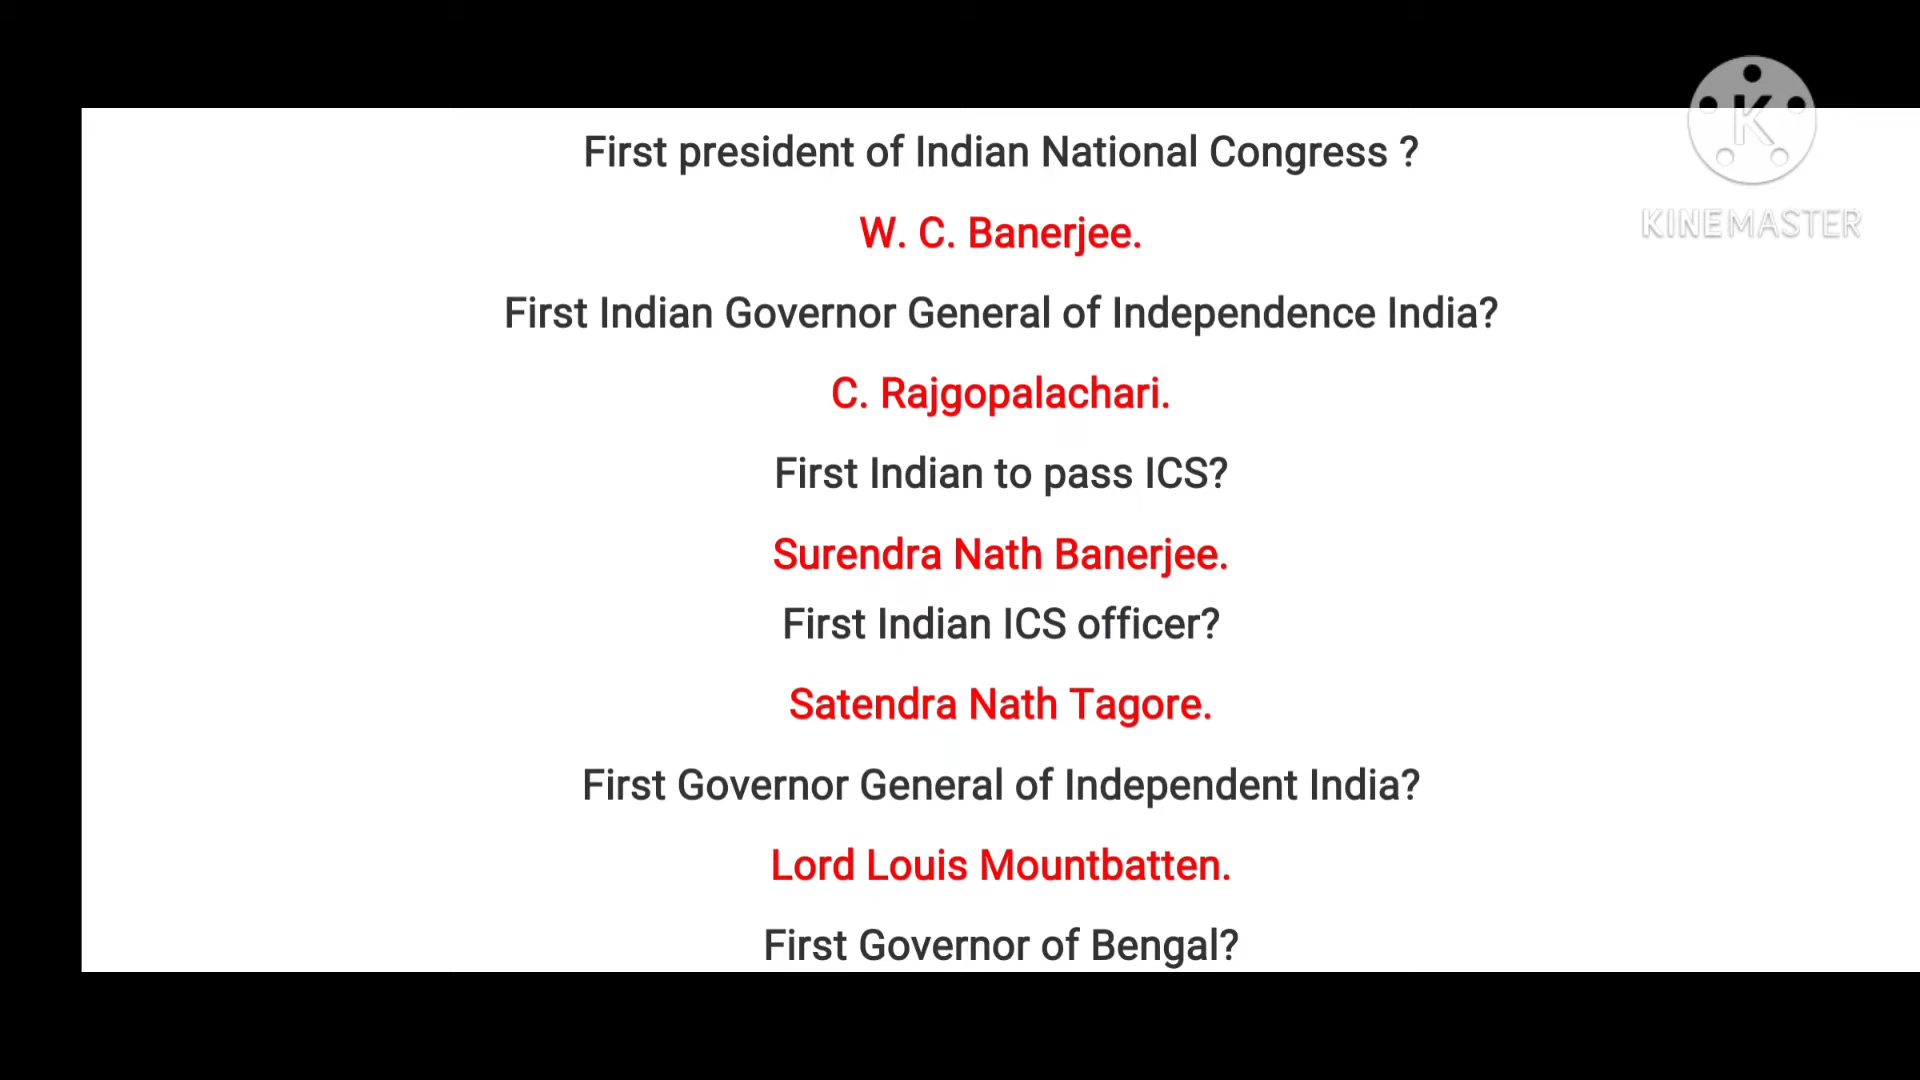 First president of Indian National Congress ?
W. C. Banerjee.
First Indian Governor General of Independence India?
C. Rajgopalachari.
First Indian to pass ICS?
Surendra Nath Banerjee.
First Indian ICS officer?
Satendra Nath Tagore.
First Governor General of Independent India?
Lord Louis Mountbatten.
First Governor of Bengal?
K
KINEMASTER